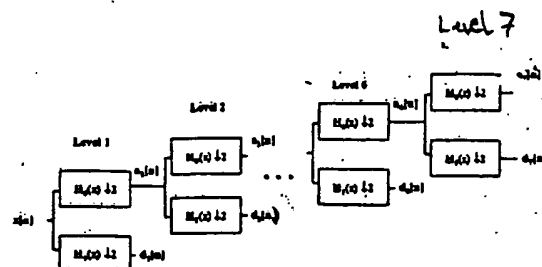 Level 7
Level 6
Level 2
Level 1
a₁[n]
a₂[n]
a₆[n]
H₀(z) ↓2
H₀(z) ↓2
H₀(z) ↓2
H₀(z) ↓2
x[n]
...
H₁(z) ↓2
d₁[n]
H₁(z) ↓2
d₂[n]
H₁(z) ↓2
d₆[n]
H₁(z) ↓2